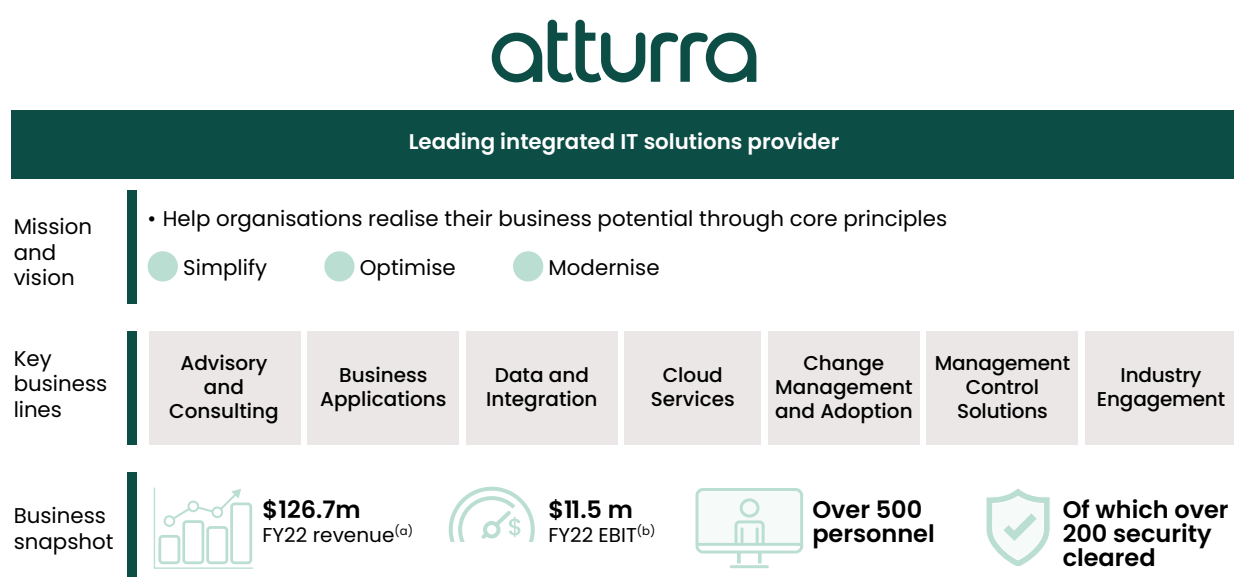 atturra
Leading integrated IT solutions provider
Mission
and
vision
• Help organisations realise their business potential through core principles
Simplify
Optimise
Modernise
Key
business
lines
Advisory
and
Consulting
Business
Applications
Data and
Integration
Cloud
Services
Change
Management
and Adoption
Management
Control
Solutions
Industry
Engagement
Business
snapshot
$126.7m
FY22 revenue(a)
$
$11.5 m
FY22 EBIT(b)
Over 500
personnel
Of which over
200 security
cleared